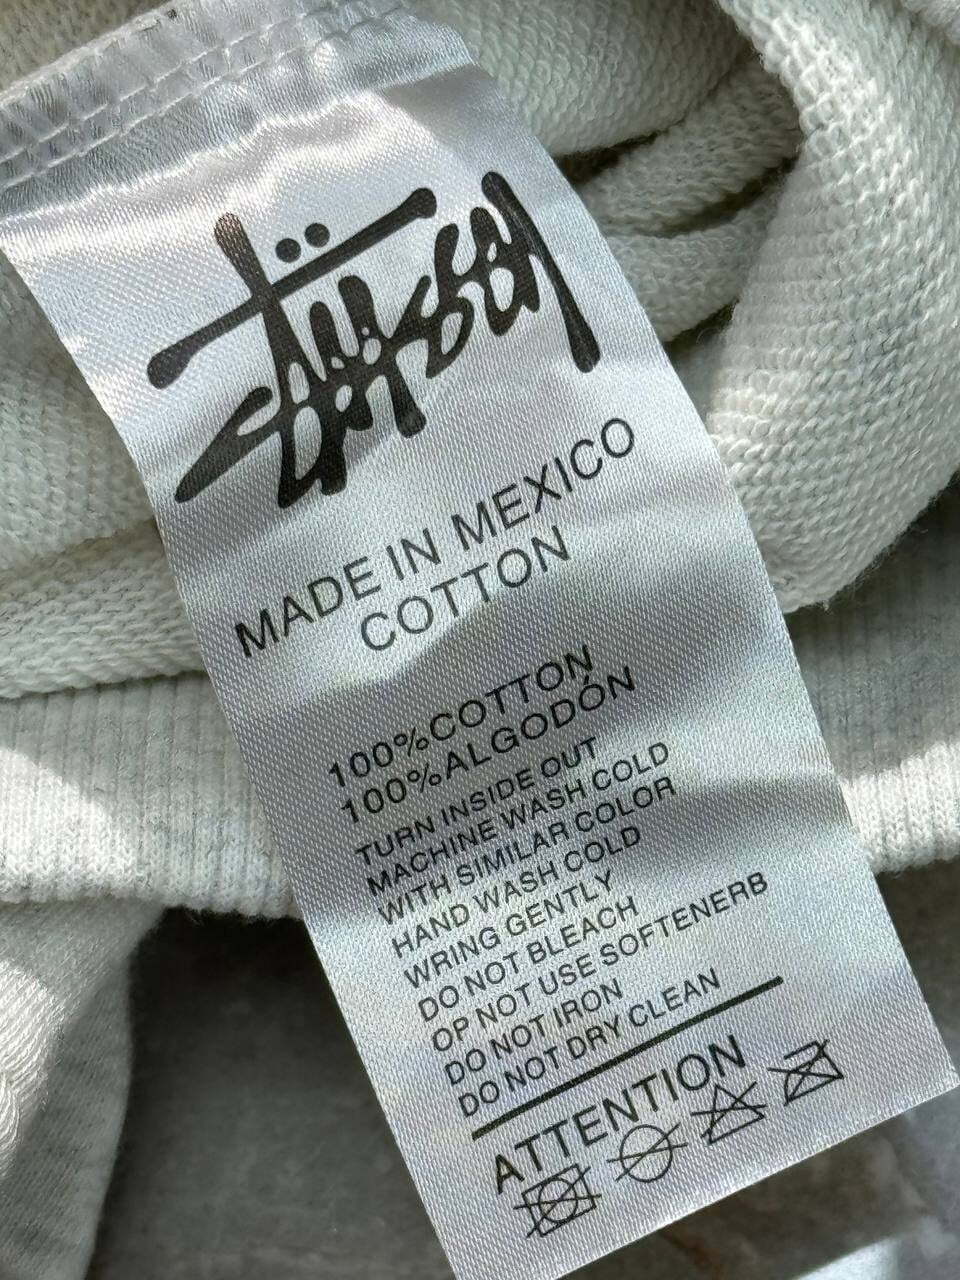 Stüssy
MADE IN MEXICO
COTTON
100%COTTON
100%ALGODÓN
TURN INSIDE OUT
MACHINE WASH COLD
WITH SIMILAR COLOR
HAND WASH COLD
WRING GENTLY
DO NOT BLEACH
OP NOT USE SOFTENERB
DO NOT IRON
DO NOT DRY CLEAN
ATTENTION